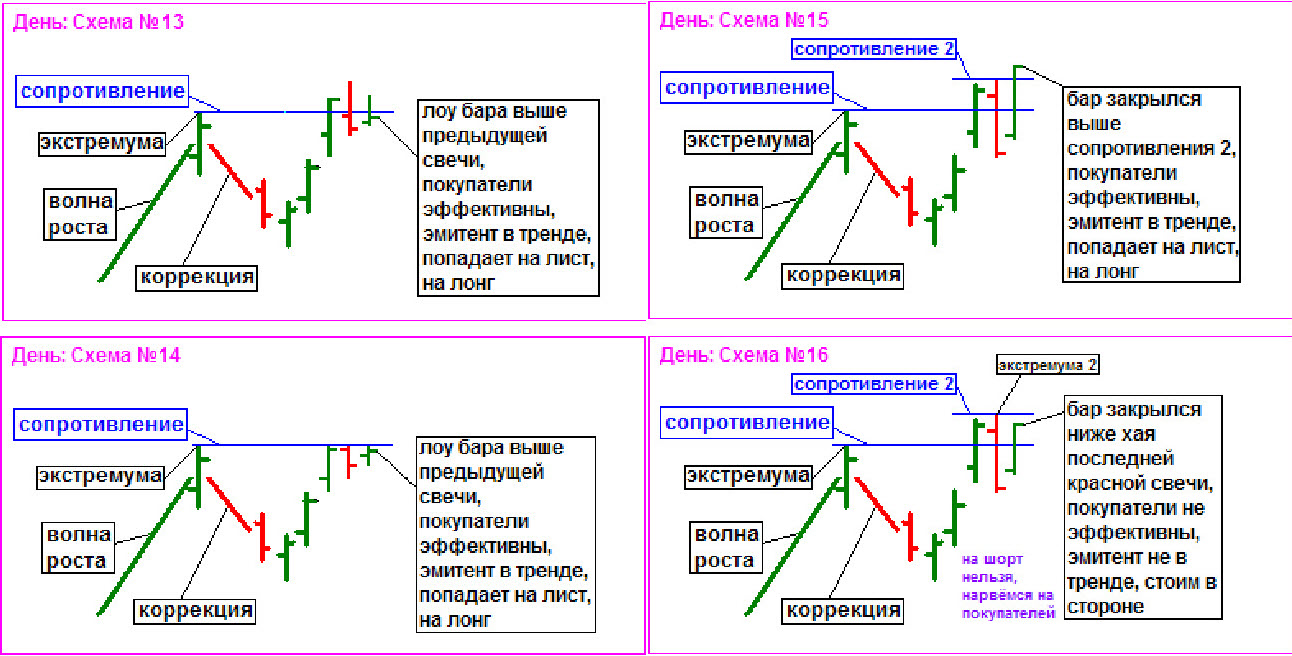 День: Схема №13
сопротивление
экстремума
волна
роста
коррекция
лоу бара выше
предыдущей
свечи,
покупатели
эффективны,
эмитент в тренде,
попадает на лист,
на лонг
День: Схема №15
сопротивление 2
сопротивление
экстремума
волна
роста
коррекция
бар закрылся
выше
сопротивления 2,
покупатели
эффективны,
эмитент в тренде,
попадает на лист,
на лонг
День: Схема №14
сопротивление
экстремума
волна
роста
коррекция
лоу бара выше
предыдущей
свечи,
покупатели
эффективны,
эмитент в тренде,
попадает на лист,
на лонг
День: Схема №16
экстремума 2
сопротивление 2
сопротивление
экстремума
волна
роста
коррекция
на шорт
нельзя,
нарвёмся на
покупателей
бар закрылся
ниже хая
последней
красной свечи,
покупатели не
эффективны,
эмитент не в
тренде, стоим в
стороне